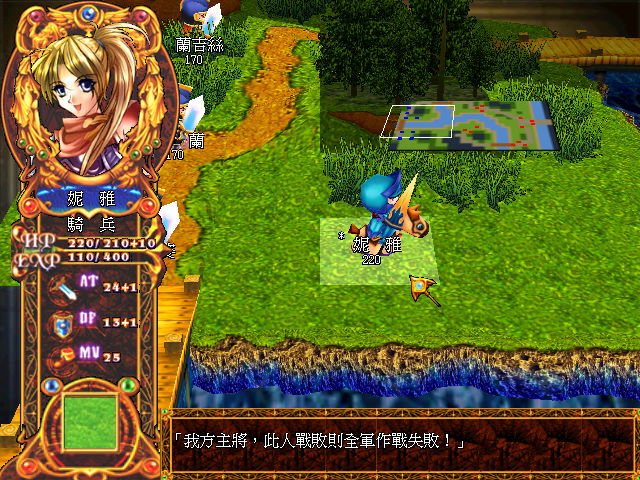 蘭吉絲
170
蘭
170
妮雅
騎兵
HP 220/210+10
EXP 110/400
AT 24+1
DF 13+1
MV 25
*妮雅
220
「我方主將，此人戰敗則全軍作戰失敗！」